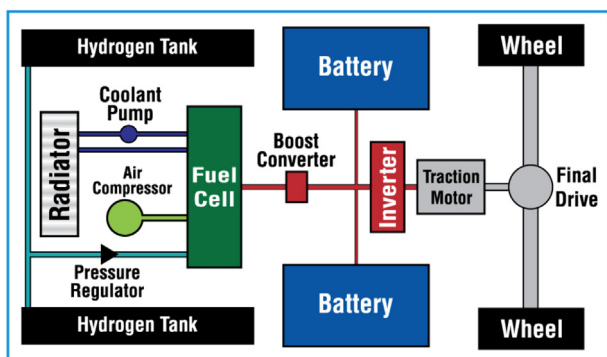 Hydrogen Tank
Battery
Wheel
Coolant
Pump
Radiator
Air
Compressor
Fuel
Cell
Boost
Converter
Inverter
Traction
Motor
Final
Drive
Pressure
Regulator
Hydrogen Tank
Battery
Wheel